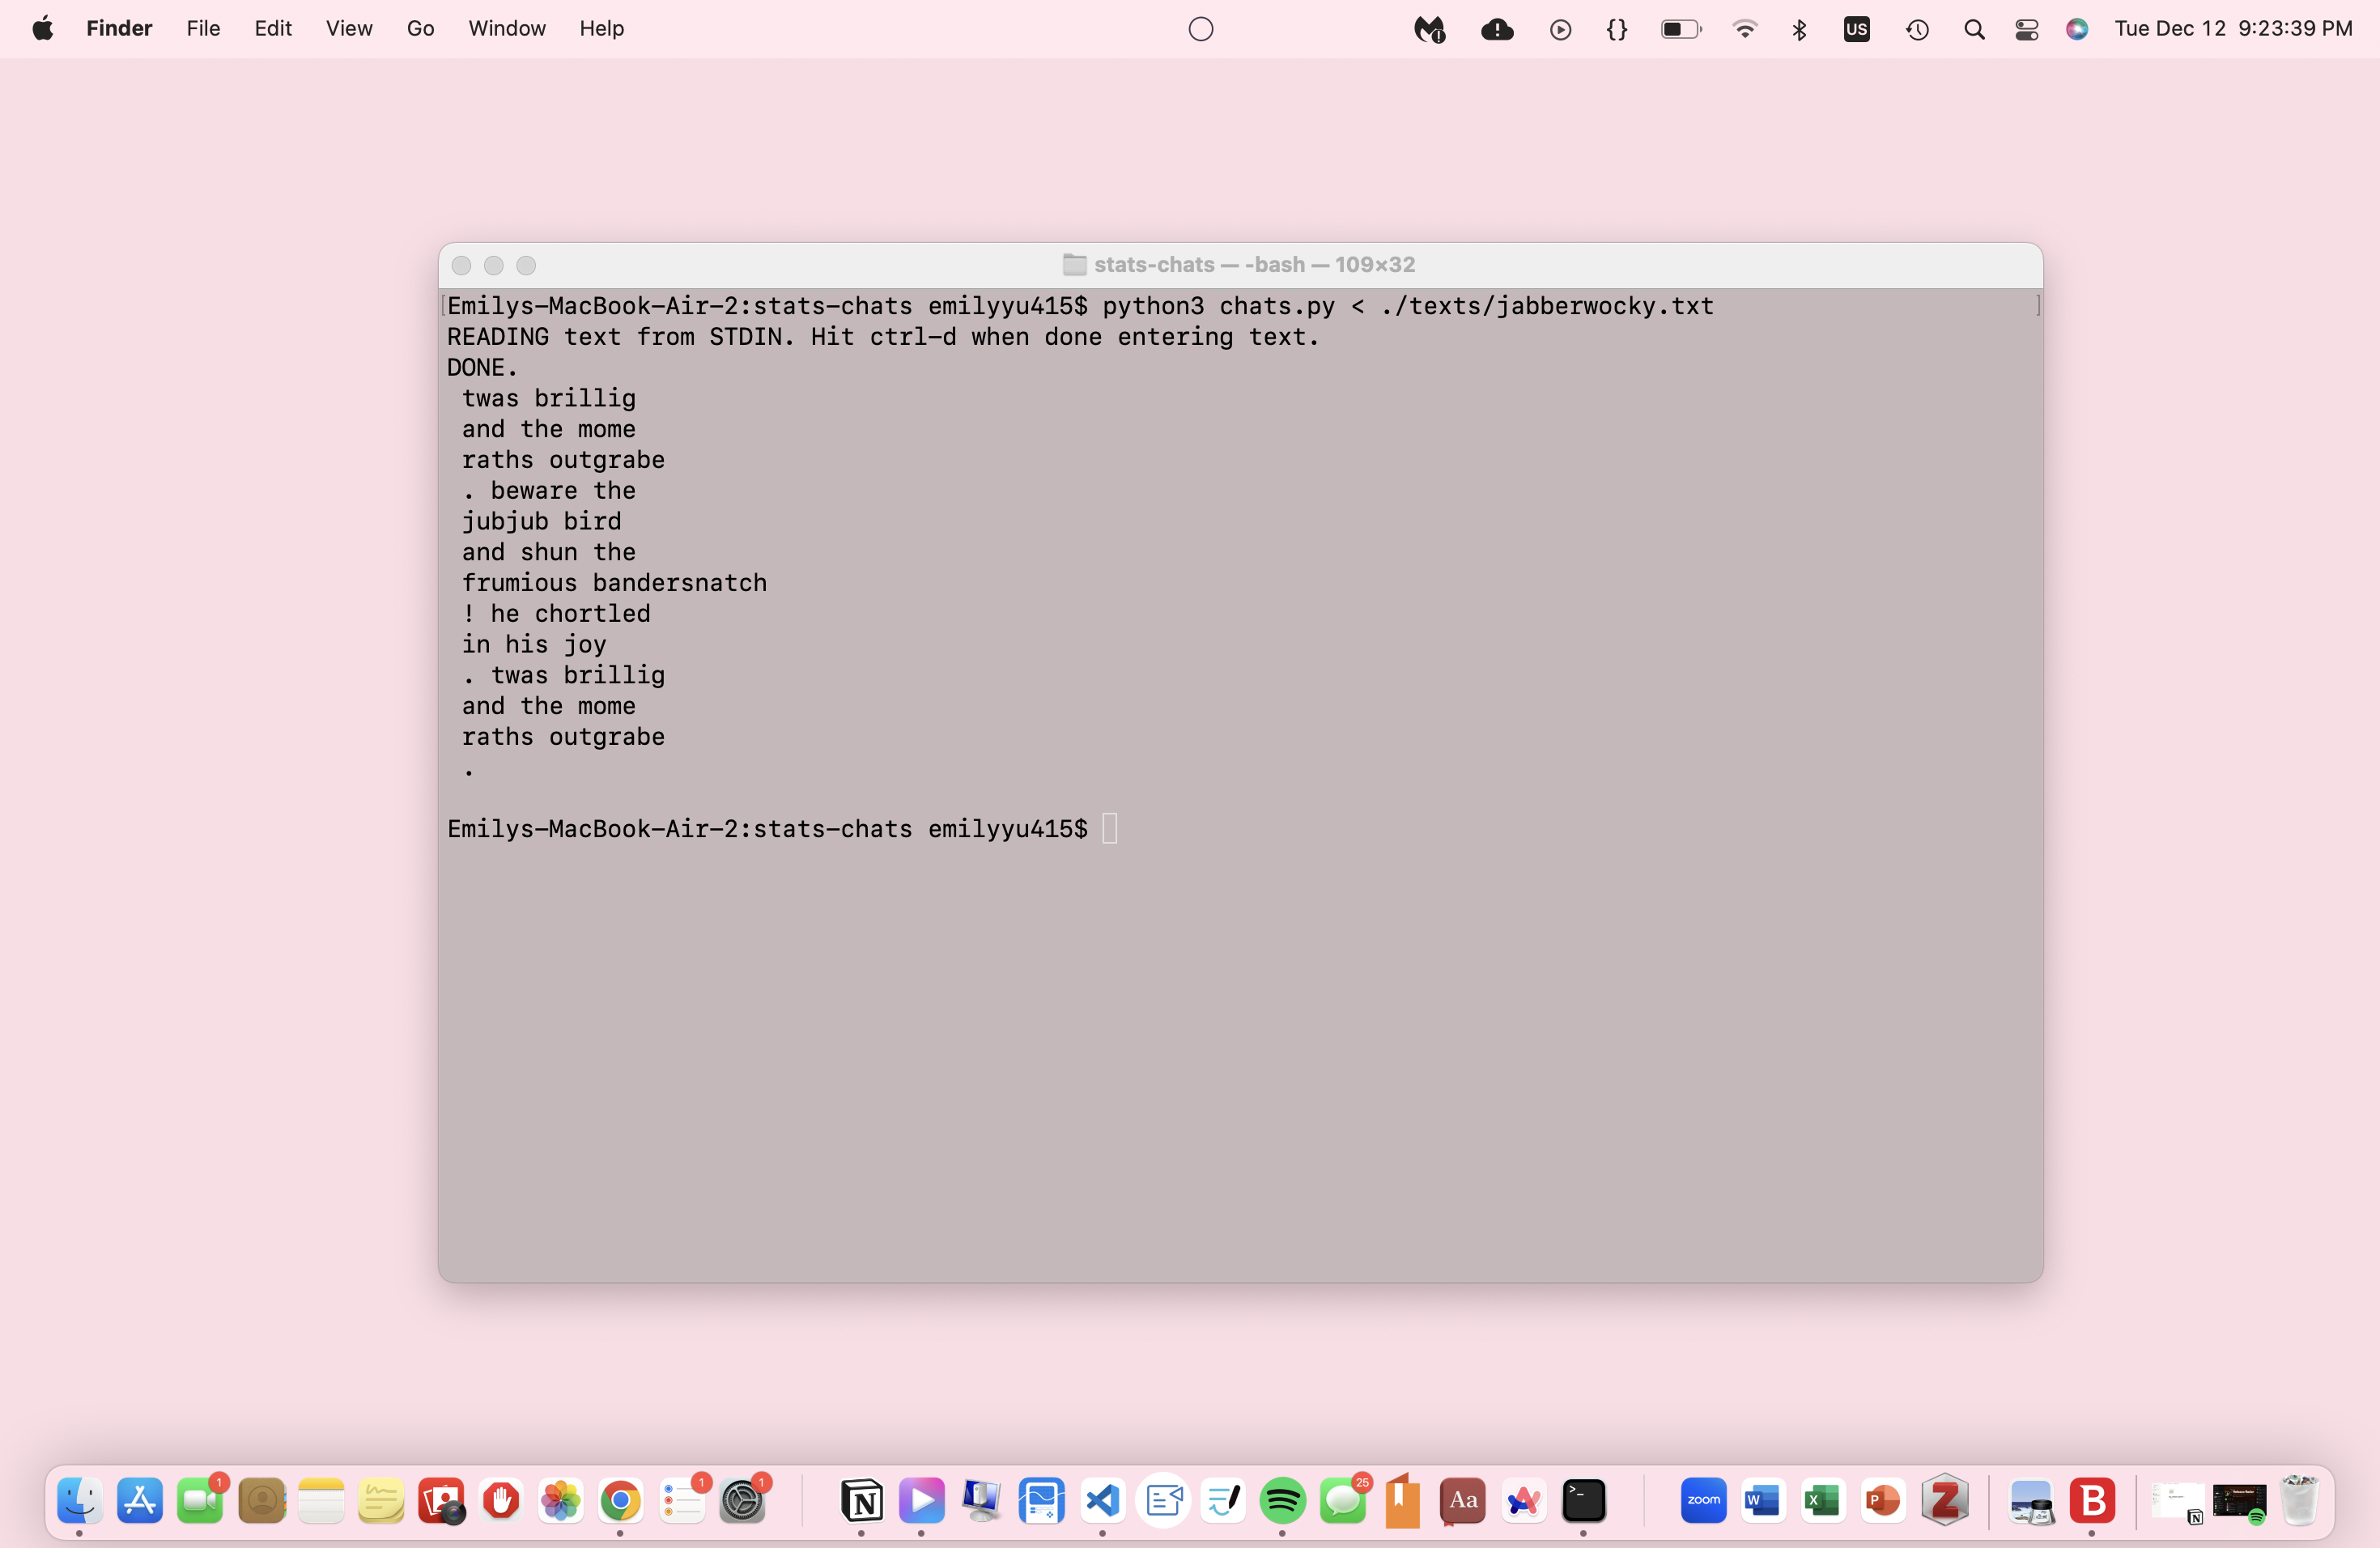 Finder File Edit View Go Window Help US Tue Dec 12 9:23:39 PM
stats-chats — -bash — 109×32
[Emilys-MacBook-Air-2:stats-chats emilyyu415$ python3 chats.py < ./texts/jabberwocky.txt ]
READING text from STDIN. Hit ctrl-d when done entering text.
DONE.
twas brillig
and the mome
raths outgrabe
. beware the
jubjub bird
and shun the
frumious bandersnatch
! he chortled
in his joy
. twas brillig
and the mome
raths outgrabe
.
Emilys-MacBook-Air-2:stats-chats emilyyu415$
1 1 1 N 25 Aa >_ zoom W X P Z B N